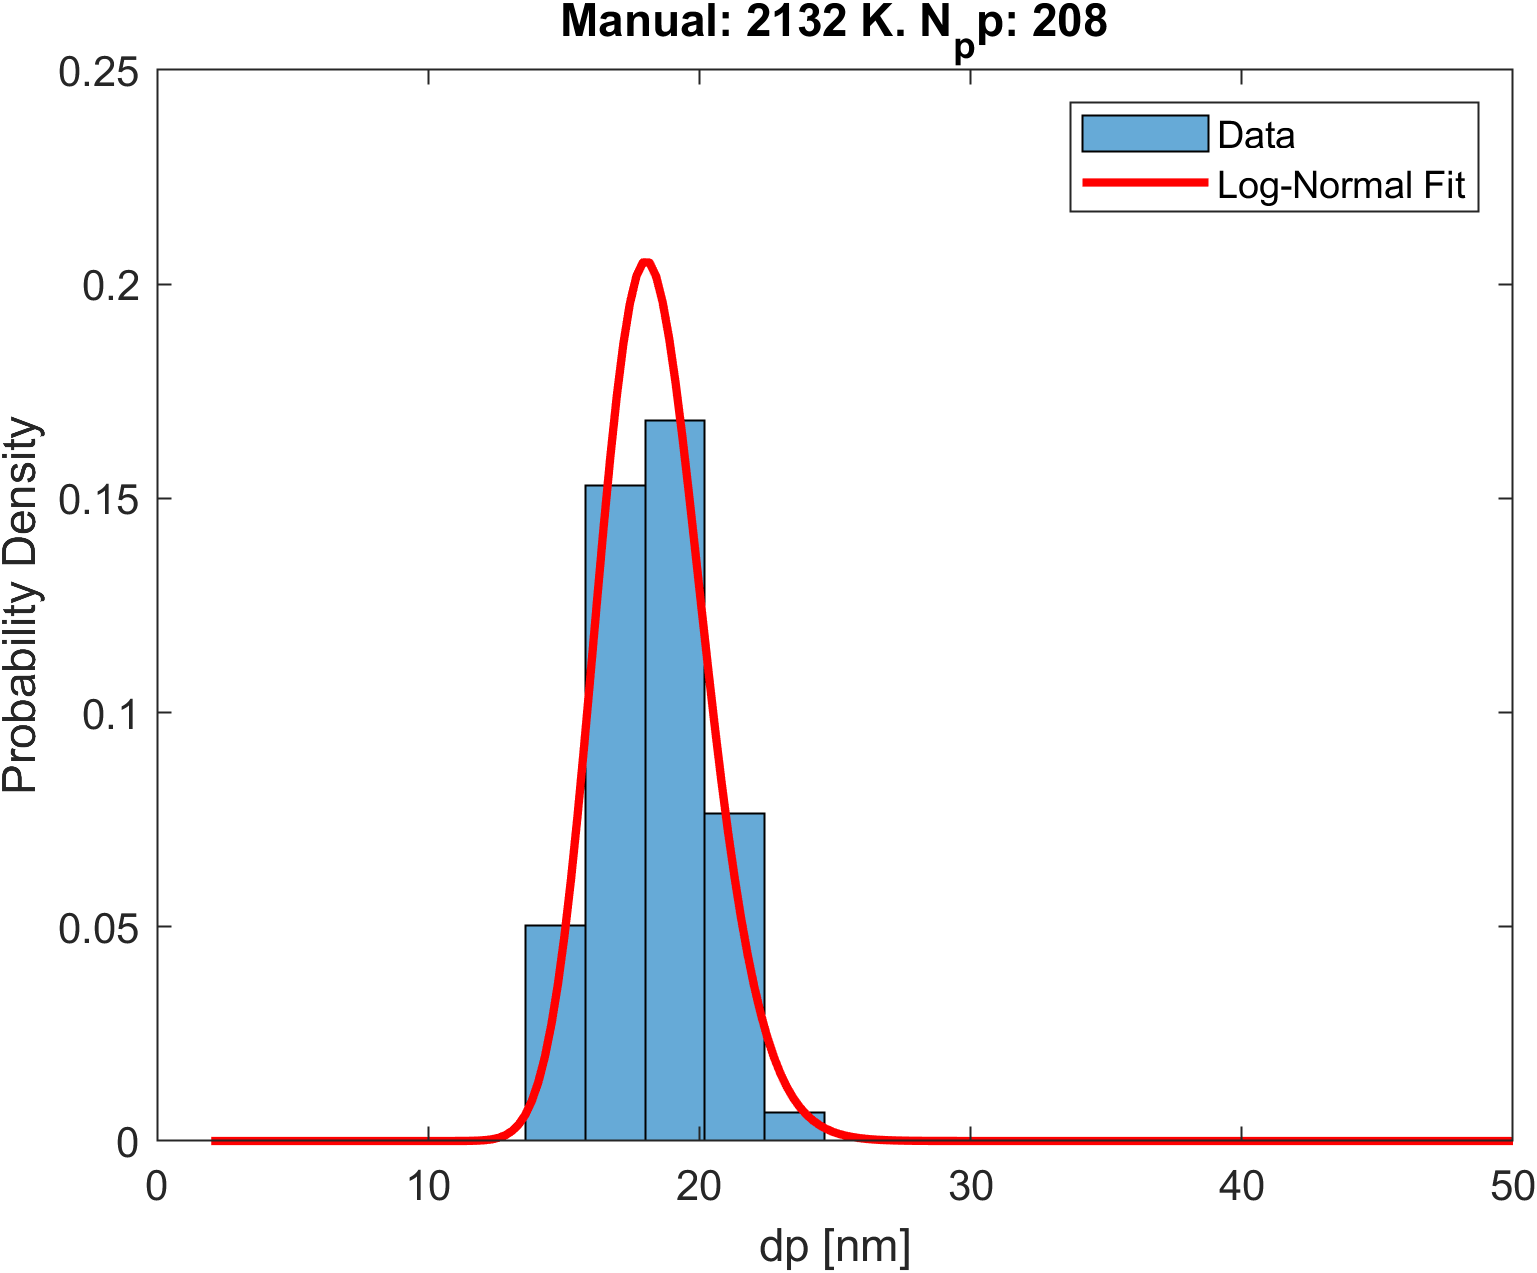 Manual: 2132 K. Npp: 208
0.25
0.2
0.15
0.1
0.05
0
Probability Density
Data
Log-Normal Fit
0 10 20 30 40 50
dp [nm]